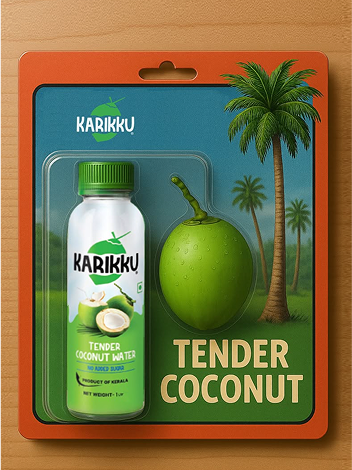 KARIKKU
KARIKKU
TENDER
COCONUT WATER
NO ADDED SUGAR
PRODUCT OF KERALA
NET WEIGHT-
TENDER
COCONUT